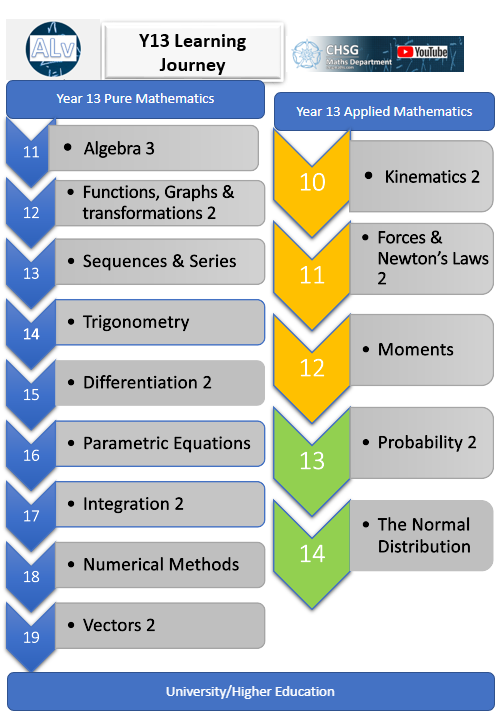 ALv
Y13 Learning
Journey
CHSG
Maths Department
YouTube
Year 13 Pure Mathematics
11
• Algebra 3
12
• Functions, Graphs &
transformations 2
13
• Sequences & Series
14
• Trigonometry
15
• Differentiation 2
16
• Parametric Equations
17
• Integration 2
18
• Numerical Methods
19
• Vectors 2
Year 13 Applied Mathematics
10
• Kinematics 2
11
• Forces &
Newton's Laws
2
12
• Moments
13
• Probability 2
14
• The Normal
Distribution
University/Higher Education